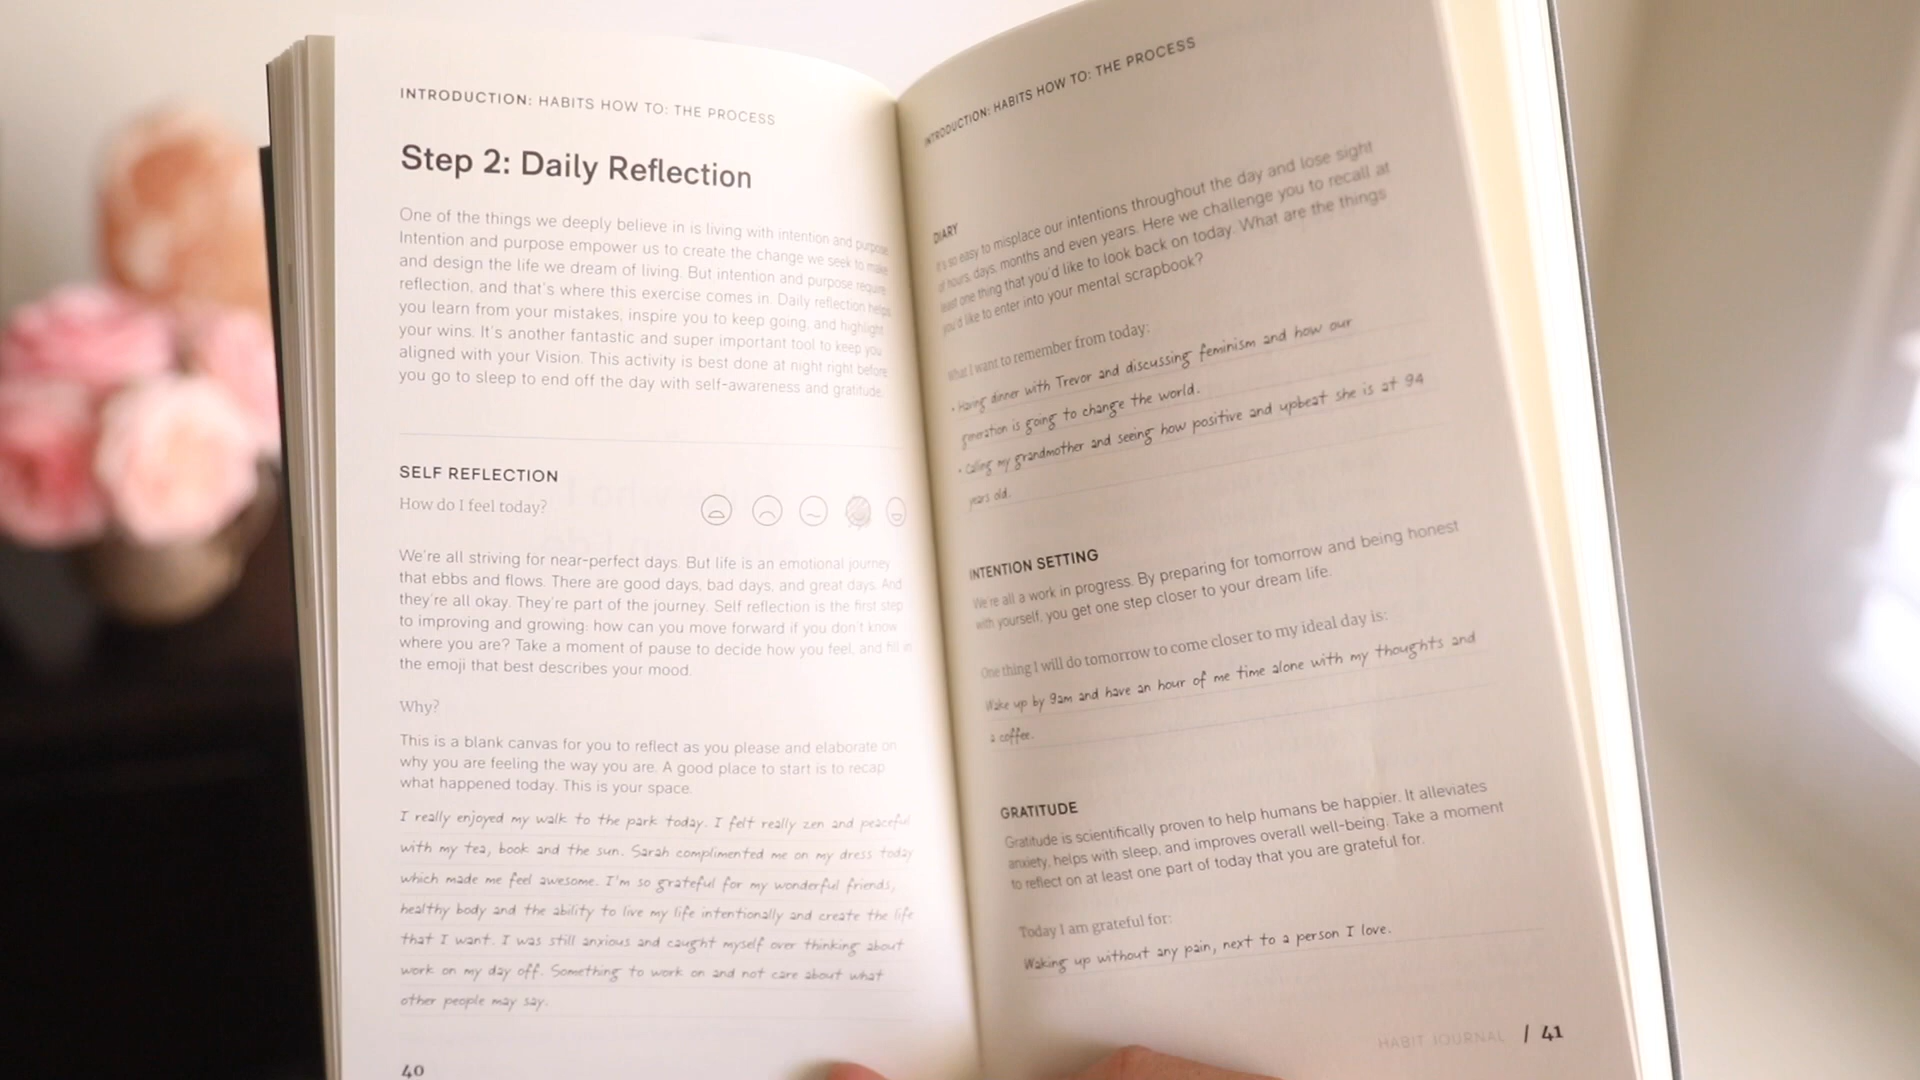 INTRODUCTION: HABITS HOW TO: THE PROCESS
Step 2: Daily Reflection
One of the things we deeply believe in is living with intention and purpose.
Intention and purpose empower us to create the change we seek to make
and design the life we dream of living. But intention and purpose require
reflection, and that's where this exercise comes in. Daily reflection helps
you learn from your mistakes, inspire you to keep going, and highlight
your wins. It's another fantastic and super important tool to keep you
aligned with your Vision. This activity is best done at night right before
you go to sleep to end off the day with self-awareness and gratitude.
SELF REFLECTION
How do I feel today?
We're all striving for near-perfect days. But life is an emotional journey
that ebbs and flows. There are good days, bad days, and great days. And
they're all okay. They're part of the journey. Self reflection is the first step
to improving and growing: how can you move forward if you don't know
where you are? Take a moment of pause to decide how you feel, and fill in
the emoji that best describes your mood.
Why?
This is a blank canvas for you to reflect as you please and elaborate on
why you are feeling the way you are. A good place to start is to recap
what happened today. This is your space.
I really enjoyed my walk to the park today. I felt really zen and peaceful
with my tea, book and the sun. Sarah complimented me on my dress today
which made me feel awesome. I'm so grateful for my wonderful friends,
healthy body and the ability to live my life intentionally and create the life
that I want. I was still anxious and caught myself over thinking about
work on my day off. Something to work on and not care about what
other people may say.
40
INTRODUCTION: HABITS HOW TO: THE PROCESS
DIARY
It's so easy to misplace our intentions throughout the day and lose sight
of hours, days, months and even years. Here we challenge you to recall at
least one thing that you'd like to look back on today. What are the things
you'd like to enter into your mental scrapbook?
What I want to remember from today:
• Having dinner with Trevor and discussing feminism and how our
generation is going to change the world.
• Calling my grandmother and seeing how positive and upbeat she is at 94
years old.
INTENTION SETTING
We're all a work in progress. By preparing for tomorrow and being honest
with yourself, you get one step closer to your dream life.
One thing I will do tomorrow to come closer to my ideal day is:
Wake up by 9am and have an hour of me time alone with my thoughts and
a coffee.
GRATITUDE
Gratitude is scientifically proven to help humans be happier. It alleviates
anxiety, helps with sleep, and improves overall well-being. Take a moment
to reflect on at least one part of today that you are grateful for.
Today I am grateful for:
Waking up without any pain, next to a person I love.
HABIT JOURNAL / 41